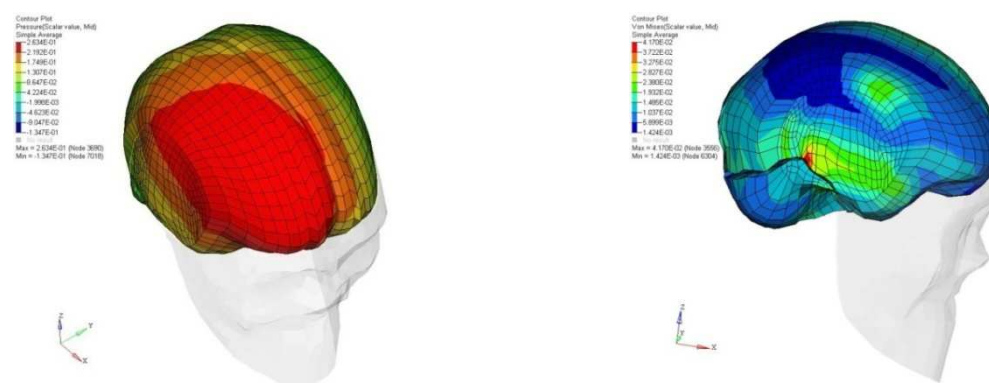 Contour Plot
Pressure(Scalar value, Mid)
Simple Average
2.634E-01
2.192E-01
1.749E-01
1.307E-01
8.647E-02
4.224E-02
-1.996E-03
-4.623E-02
-9.047E-02
-1.347E-01
No result
Max = 2.634E-01 (Node 3690)
Min = -1.347E-01 (Node 7018)
Z
Y
X
Contour Plot
Von Mises(Scalar value, Mid)
Simple Average
4.170E-02
3.722E-02
3.275E-02
2.827E-02
2.380E-02
1.932E-02
1.485E-02
1.037E-02
5.899E-03
1.424E-03
No result
Max = 4.170E-02 (Node 3556)
Min = 1.424E-03 (Node 6304)
Z
Y
X